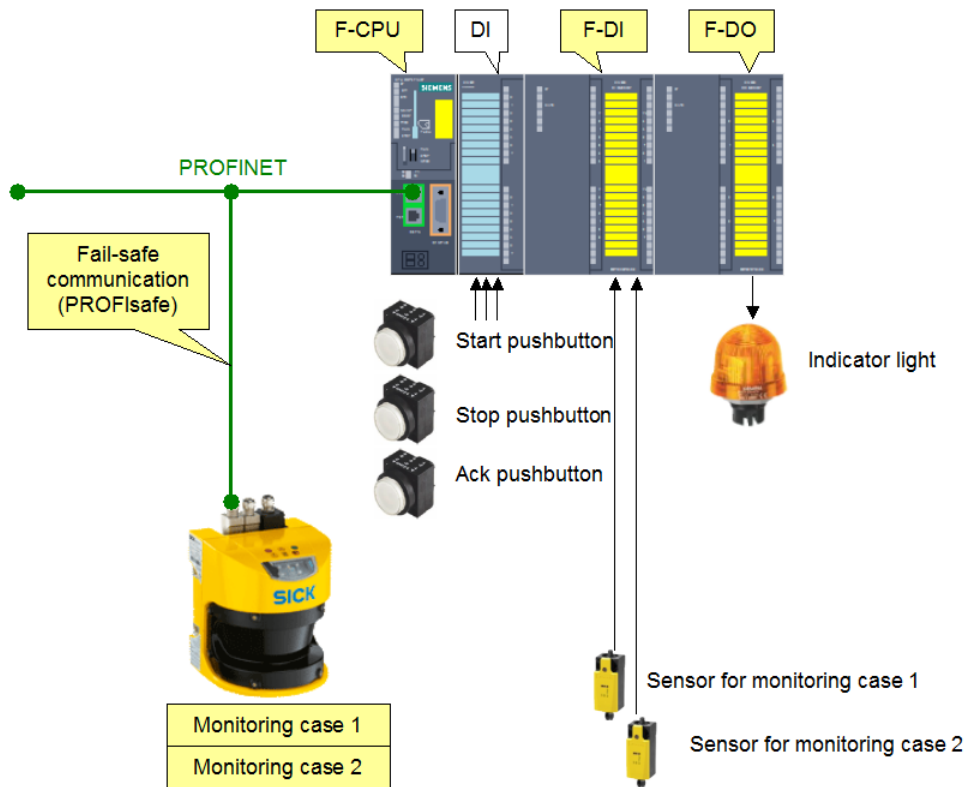 F-CPU
DI
F-DI
F-DO
SIEMENS
PROFINET
Fail-safe
communication
(PROFIsafe)
Start pushbutton
Indicator light
Stop pushbutton
Ack pushbutton
SICK
Sensor for monitoring case 1
Monitoring case 1
Sensor for monitoring case 2
Monitoring case 2